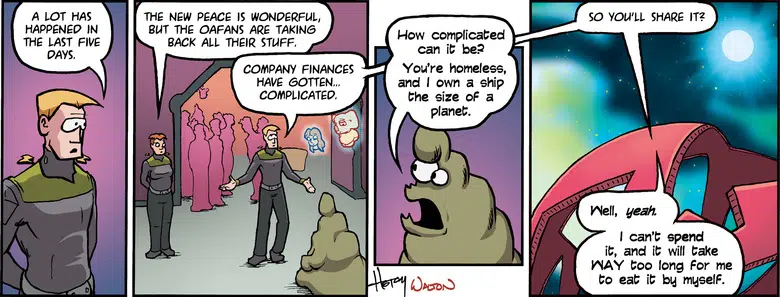 A LOT HAS
HAPPENED IN
THE LAST FIVE
DAYS.
THE NEW PEACE IS WONDERFUL,
BUT THE OAFANS ARE TAKING
BACK ALL THEIR STUFF.
COMPANY FINANCES
HAVE GOTTEN...
COMPLICATED.
How complicated
can it be?
You're homeless,
and I own a ship
the size of a
planet.
SO YOU'LL SHARE IT?
Well, yeah.
I can't spend
it, and it will take
WAY too long for me
to eat it by myself.
HOTOY WALTON